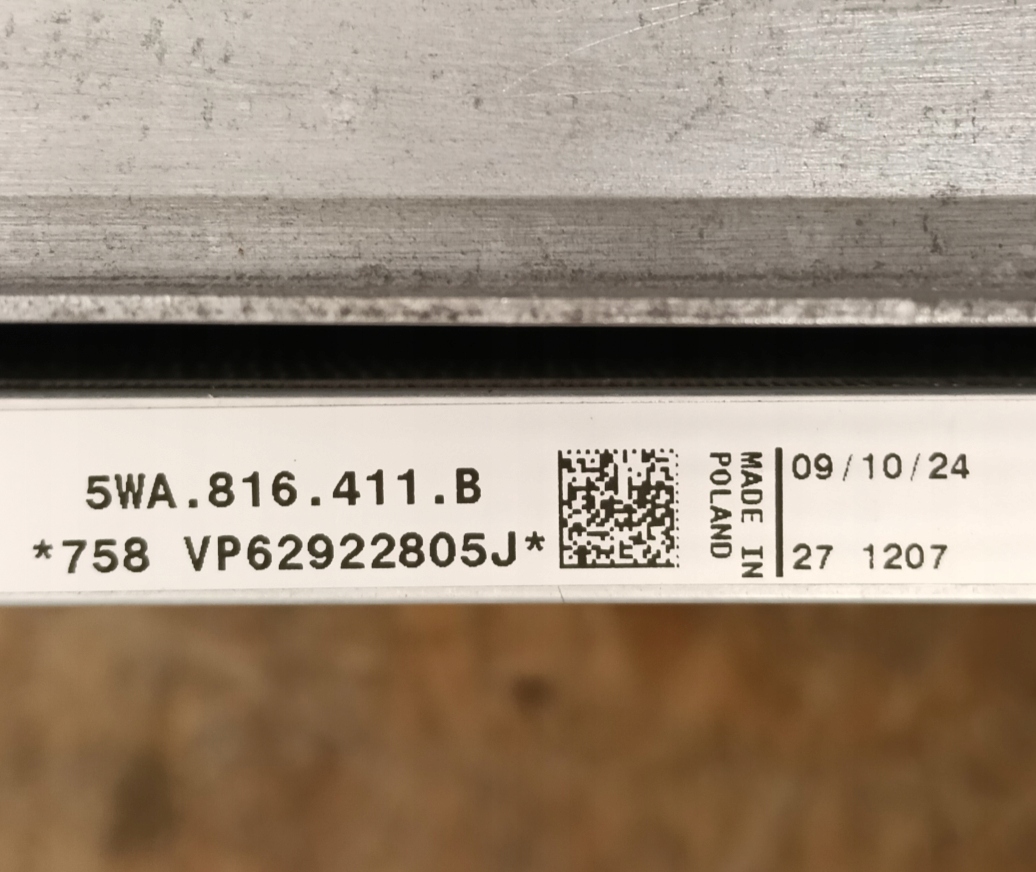 5WA.816.411.B
*758 VP62922805J*
MADE IN
POLAND
09/10/24
27 1207